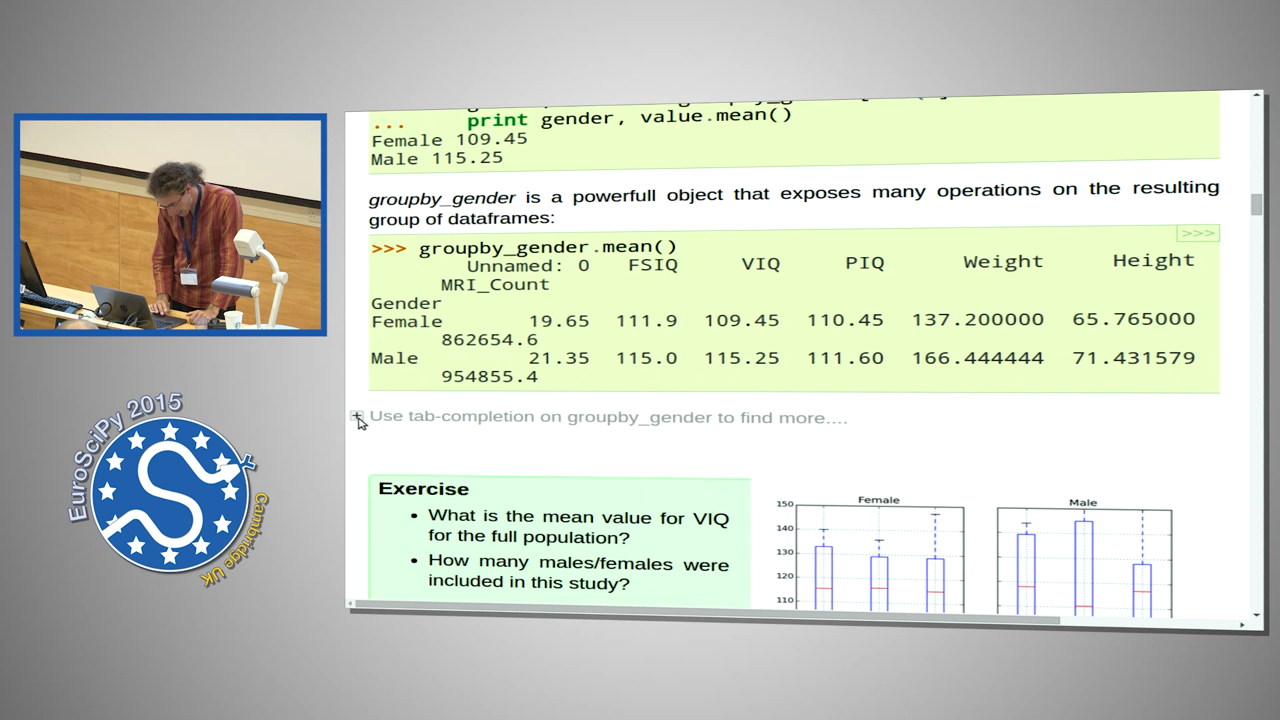 ... print gender, value.mean()
Female 109.45
Male 115.25
groupby_gender is a powerfull object that exposes many operations on the resulting
group of dataframes:
>>>
>>> groupby_gender.mean()
Unnamed: 0 FSIQ VIQ PIQ Weight Height
MRI_Count
Gender
Female 19.65 111.9 109.45 110.45 137.200000 65.765000
862654.6
Male 21.35 115.0 115.25 111.60 166.444444 71.431579
954855.4
Use tab-completion on groupby_gender to find more....
Exercise
• What is the mean value for VIQ
for the full population?
• How many males/females were
included in this study?
Female
150
140
130
120
110
Male
EuroSciPy 2015
Cambridge UK